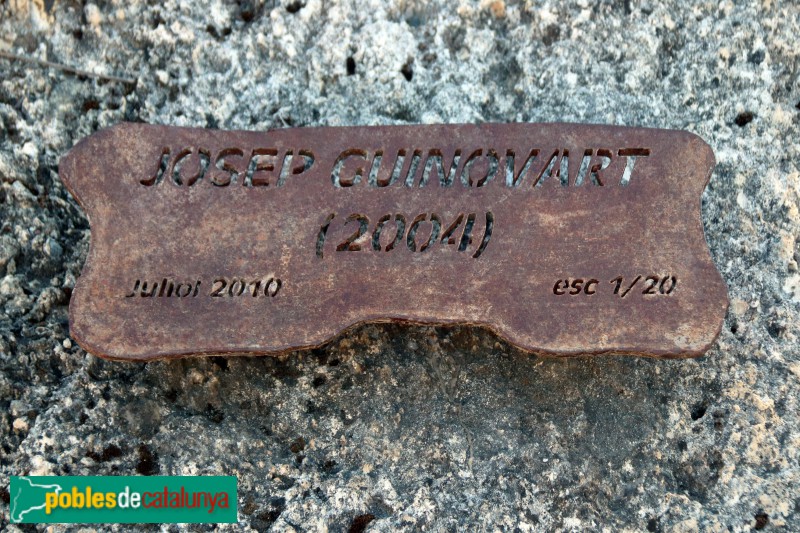 JOSEP GUINOVART
(2004)
Juliol 2010 esc 1/20
poblesdecatalunya